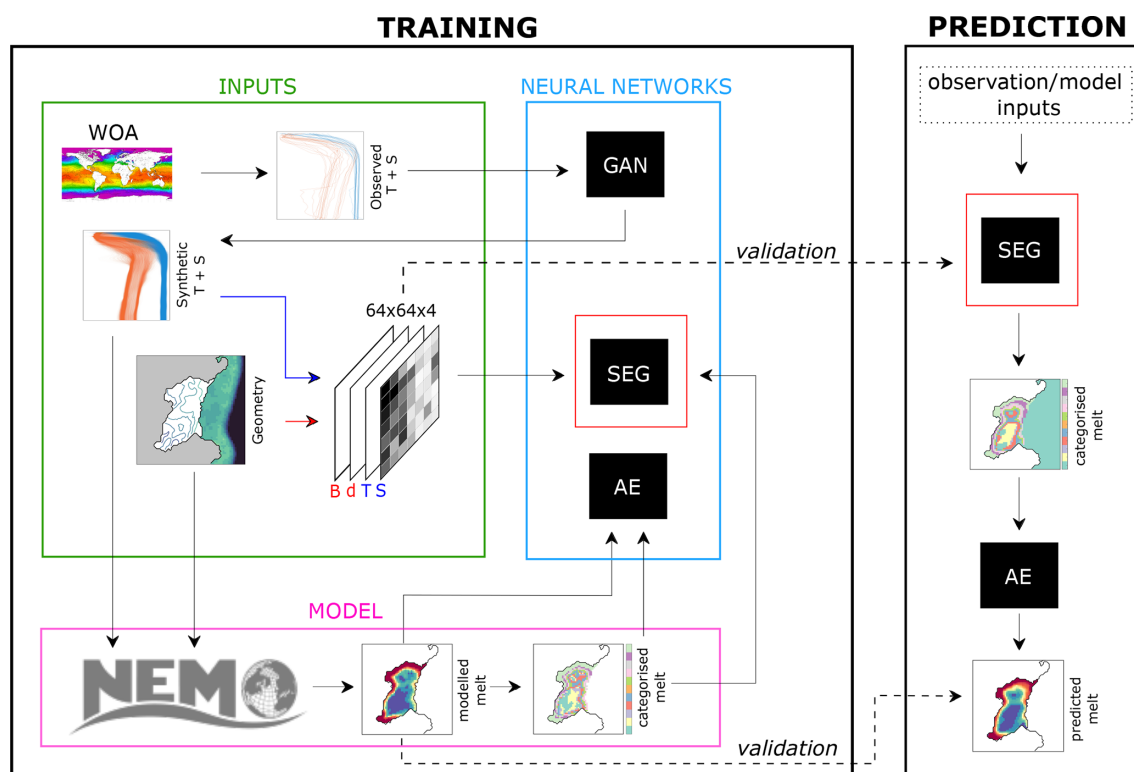 TRAINING
PREDICTION
INPUTS
NEURAL NETWORKS
observation/model
inputs
WOA
Observed
T + S
GAN
Synthetic
T + S
validation
SEG
64x64x4
SEG
Geometry
categorised
melt
B d T S
AE
AE
MODEL
NEMO
modelled
melt
categorised
melt
predicted
melt
validation